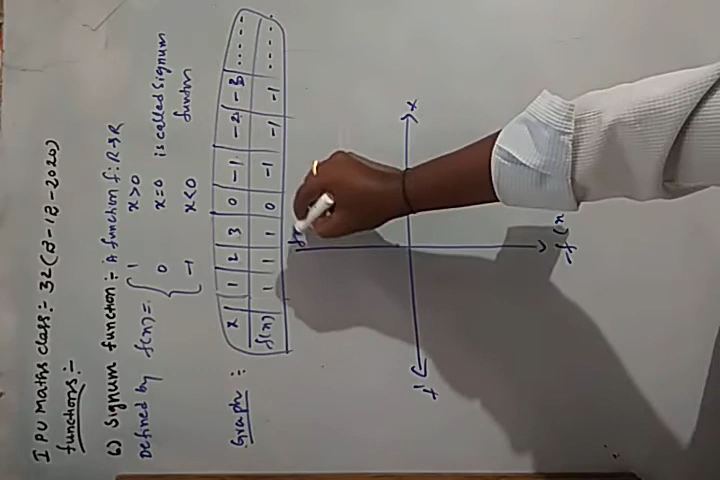 I PU Maths class:- 32(2-12-2020)
functions:-
6) Signum function:- A function f: R→R
Defined by f(x)= { 1 x>0
0 x=0 is called Signum
-1 x<0 function
Graph:
x | 1 | 2 | 3 | 0 | -1 | -2 | -3 | .....
f(x) | 1 | 1 | 1 | 0 | -1 | -1 | -1 | ....
x